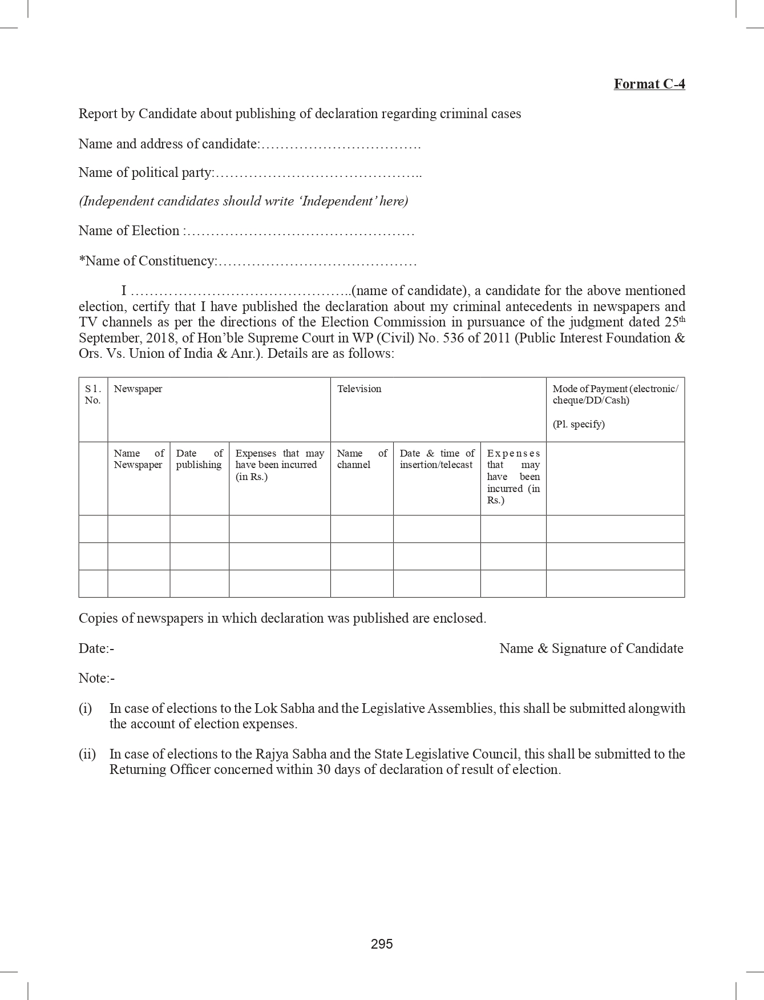 Format C-4
Report by Candidate about publishing of declaration regarding criminal cases
Name and address of candidate:…………………………….
Name of political party:……………………………………..
(Independent candidates should write ‘Independent’ here)
Name of Election :…………………………………………
*Name of Constituency:……………………………………
I ………………………………………..(name of candidate), a candidate for the above mentioned
election, certify that I have published the declaration about my criminal antecedents in newspapers and
TV channels as per the directions of the Election Commission in pursuance of the judgment dated 25th
September, 2018, of Hon’ble Supreme Court in WP (Civil) No. 536 of 2011 (Public Interest Foundation &
Ors. Vs. Union of India & Anr.). Details are as follows:
Sl. Newspaper Television Mode of Payment (electronic/
No. cheque/DD/Cash)
(Pl. specify)
Name of Date of Expenses that may Name of Date & time of Expenses
Newspaper publishing have been incurred channel insertion/telecast that may
(in Rs.) have been
incurred (in
Rs.)
Copies of newspapers in which declaration was published are enclosed.
Date:- Name & Signature of Candidate
Note:-
(i) In case of elections to the Lok Sabha and the Legislative Assemblies, this shall be submitted alongwith
the account of election expenses.
(ii) In case of elections to the Rajya Sabha and the State Legislative Council, this shall be submitted to the
Returning Officer concerned within 30 days of declaration of result of election.
295